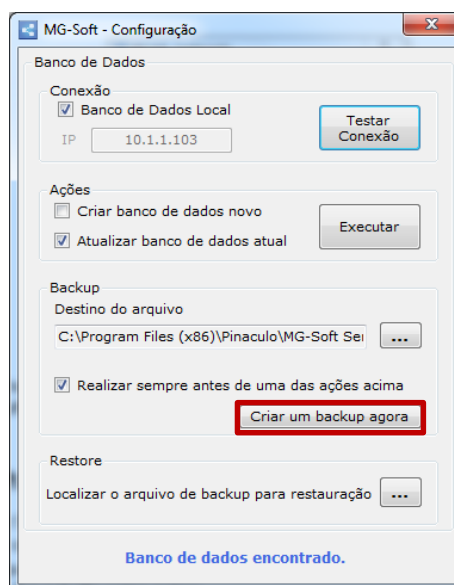 MG-Soft - Configuração
Banco de Dados
Conexão
Banco de Dados Local
IP 10.1.1.103
Testar
Conexão
Ações
Criar banco de dados novo
Atualizar banco de dados atual
Executar
Backup
Destino do arquivo
C:\Program Files (x86)\Pinaculo\MG-Soft Ser ...
Realizar sempre antes de uma das ações acima
Criar um backup agora
Restore
Localizar o arquivo de backup para restauração ...
Banco de dados encontrado.